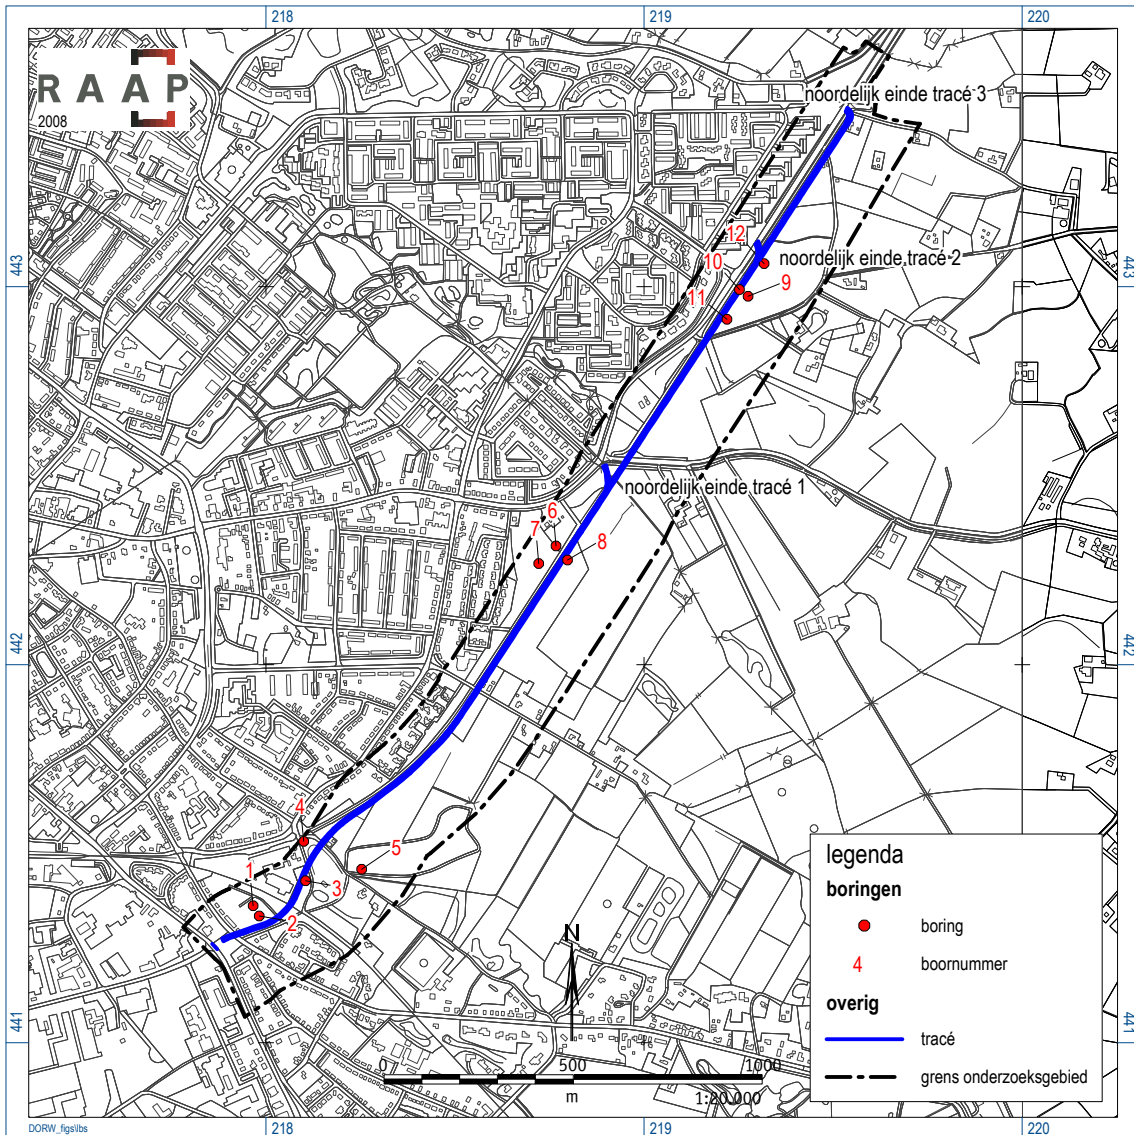 218
219
220
RAAP
2008
noordelijk einde tracé 3
12
noordelijk einde tracé 2
10
9
11
443
443
noordelijk einde tracé 1
6
7
8
442
442
4
5
1
3
2
legenda
boringen
boring
4
boornummer
overig
tracé
grens onderzoeksgebied
N
441
441
0
500
1000
m
1:20.000
DORW_figs\lbs
218
219
220